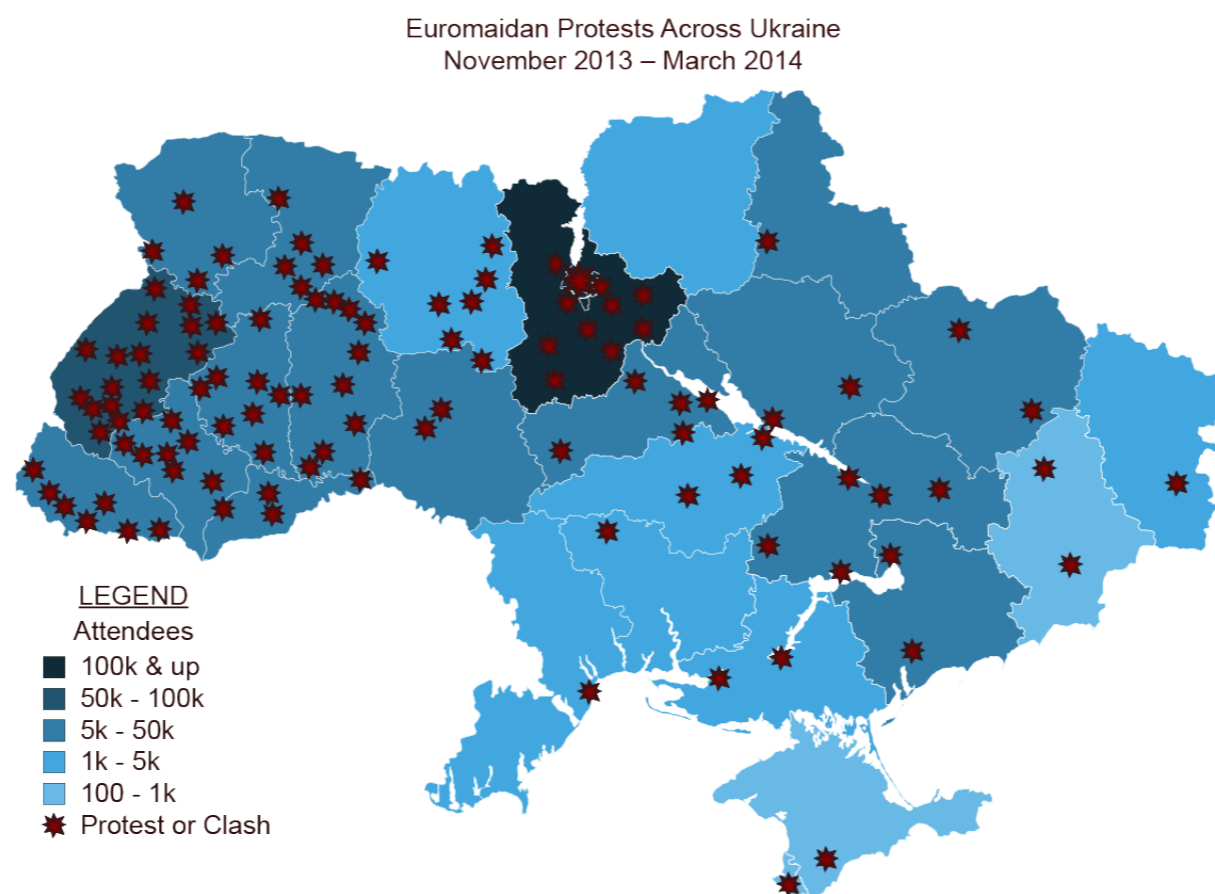 Euromaidan Protests Across Ukraine
November 2013 – March 2014
LEGEND
Attendees
100k & up
50k - 100k
5k - 50k
1k - 5k
100 - 1k
Protest or Clash